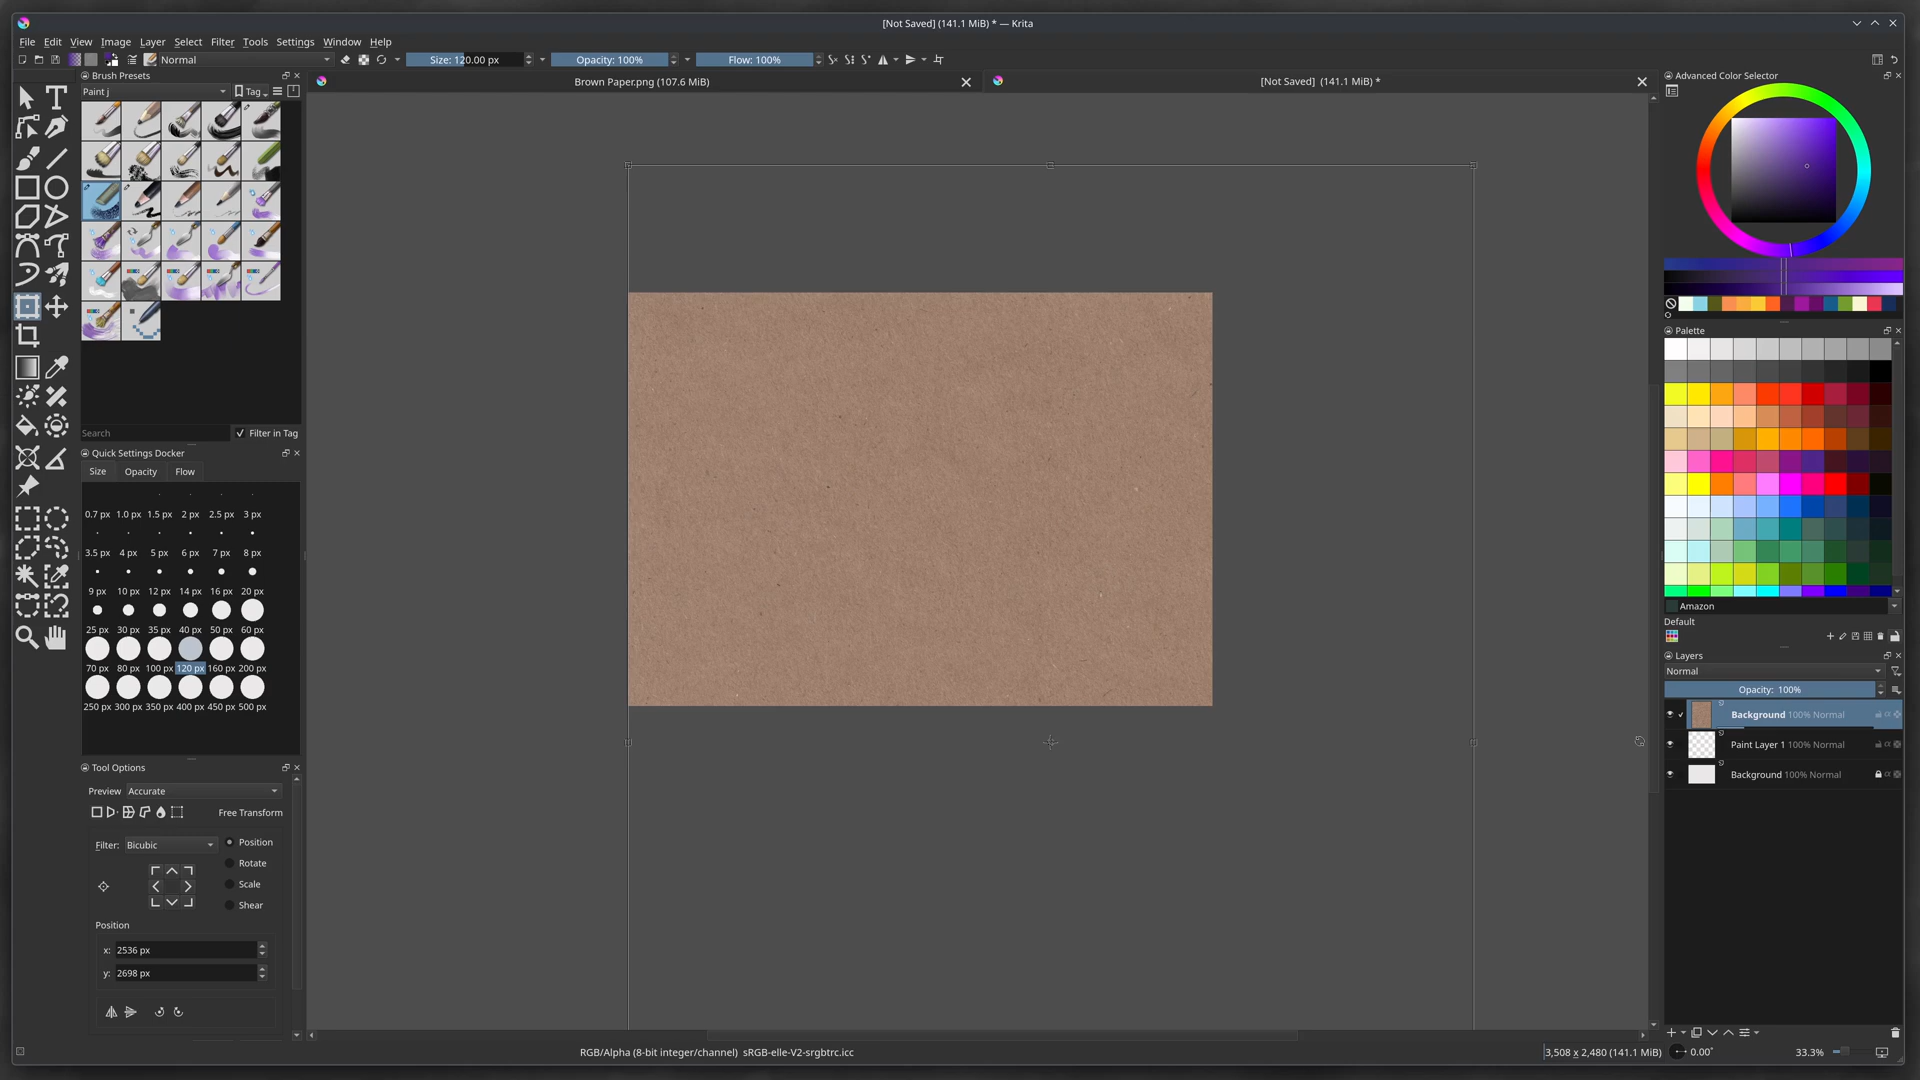 [Not Saved] (141.1 MiB) * — Krita
File Edit View Image Layer Select Filter Tools Settings Window Help
Normal
Size: 120.00 px
Opacity: 100%
Flow: 100%
Brush Presets
Paint j
Tag
Search
Filter in Tag
Quick Settings Docker
Size Opacity Flow
0.7 px 1.0 px 1.5 px 2 px 2.5 px 3 px
3.5 px 4 px 5 px 6 px 7 px 8 px
9 px 10 px 12 px 14 px 16 px 20 px
25 px 30 px 35 px 40 px 50 px 60 px
70 px 80 px 100 px 120 px 160 px 200 px
250 px 300 px 350 px 400 px 450 px 500 px
Tool Options
Preview Accurate
Free Transform
Filter: Bicubic
Position
Rotate
Scale
Shear
Position
x: 2536 px
y: 2698 px
Brown Paper.png (107.6 MiB)
[Not Saved] (141.1 MiB) *
Advanced Color Selector
Palette
Amazon
Default
Layers
Normal
Opacity: 100%
Background 100% Normal
Paint Layer 1 100% Normal
Background 100% Normal
RGB/Alpha (8-bit integer/channel) sRGB-elle-V2-srgbtrc.icc
3,508 x 2,480 (141.1 MiB)
0.00°
33.3%